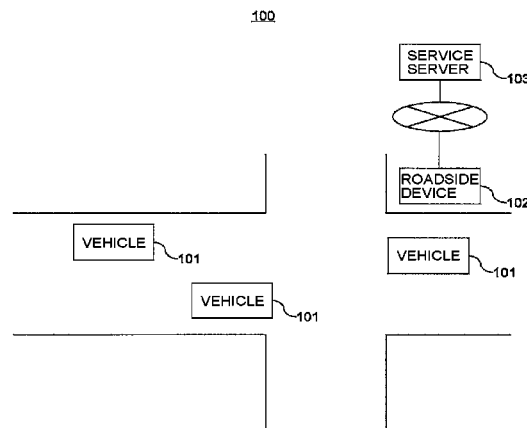 100
SERVICE
SERVER
103
ROADSIDE
DEVICE
102
VEHICLE
101
VEHICLE
101
VEHICLE
101